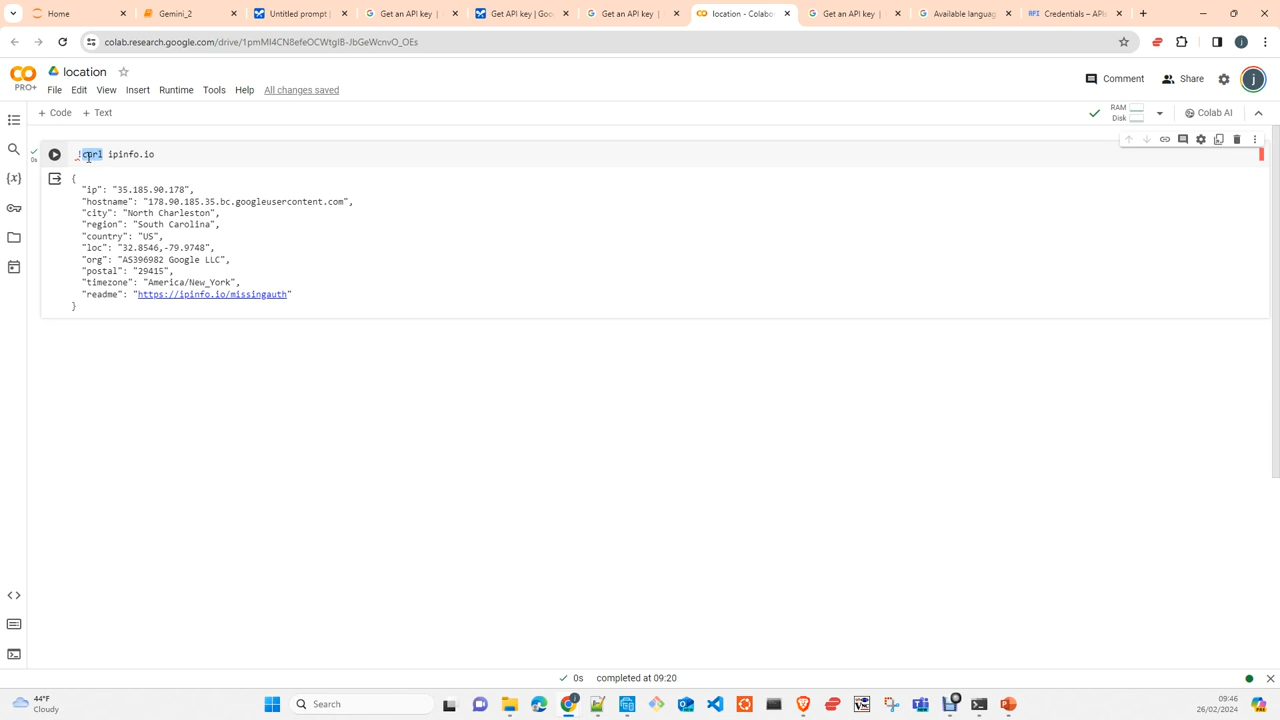 Home
Gemini_2
Untitled prompt |
Get an API key |
Get API key | Goo
Get an API key |
location - Colabo
Get an API key |
Available languag
API Credentials – APIs
colab.research.google.com/drive/1pmMI4CN8efeOCWtgIB-JbGeWcnvO_OEs
j
PRO+
location
Comment
Share
j
File Edit View Insert Runtime Tools Help All changes saved
+ Code + Text
RAM
Disk
Colab AI
0s
!curl ipinfo.io
{
"ip": "35.185.90.178",
"hostname": "178.90.185.35.bc.googleusercontent.com",
"city": "North Charleston",
"region": "South Carolina",
"country": "US",
"loc": "32.8546,-79.9748",
"org": "AS396982 Google LLC",
"postal": "29415",
"timezone": "America/New_York",
"readme": "https://ipinfo.io/missingauth"
}
{x}
0s completed at 09:20
44°F
Cloudy
Search
09:46
26/02/2024